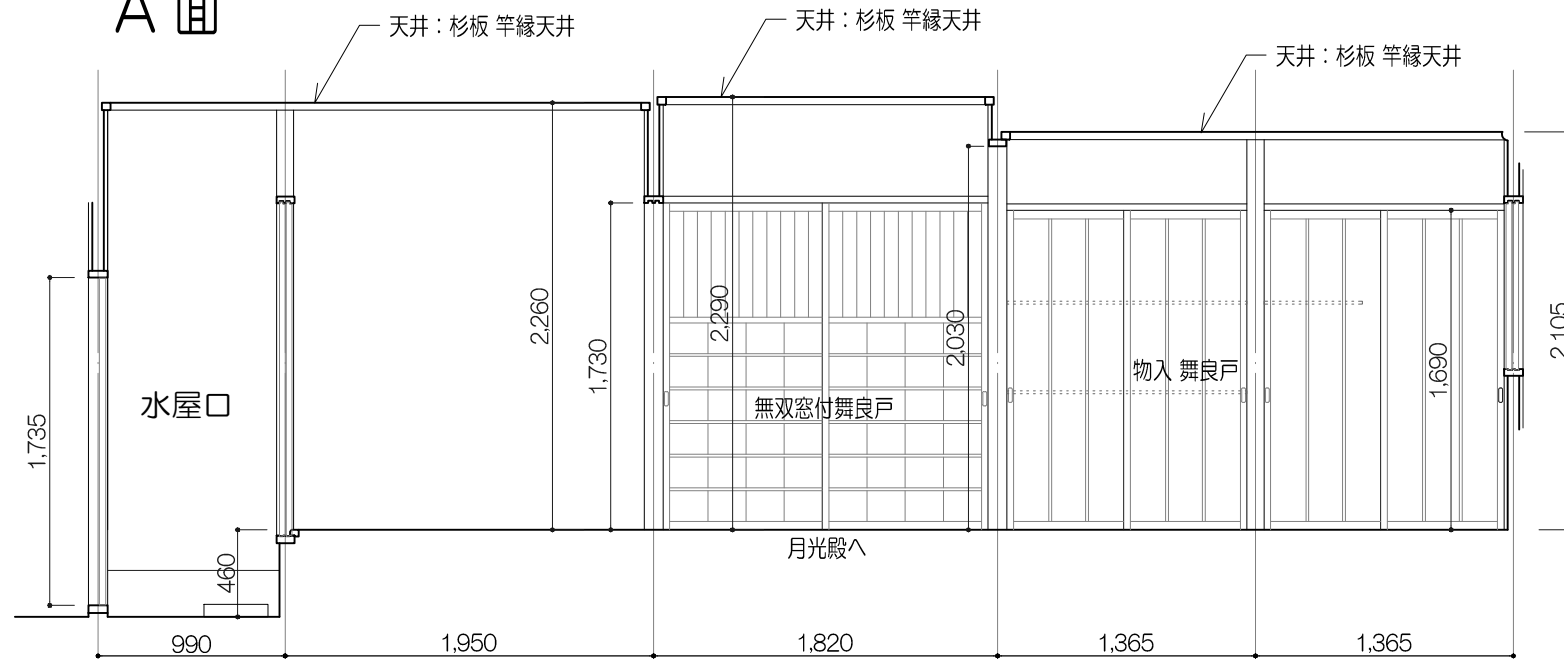 A 面
天井：杉板 竿縁天井
天井：杉板 竿縁天井
天井：杉板 竿縁天井
2,260
2,290
2,030
2,105
1,730
1,690
物入 舞良戸
水屋口
無双窓付舞良戸
1,735
月光殿へ
460
990
1,950
1,820
1,365
1,365